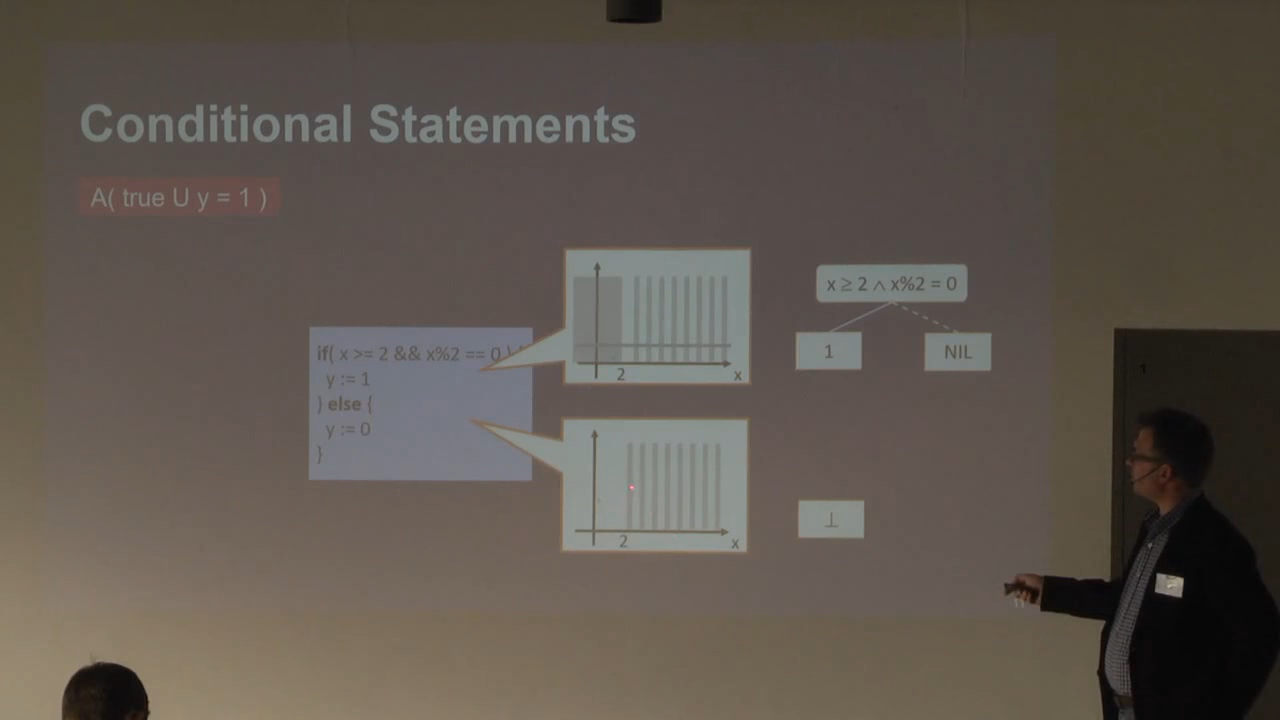 Conditional Statements
A( true U y = 1 )
if( x >= 2 && x%2 == 0 ) {
y := 1
} else {
y := 0
}
2 x
x ≥ 2 ∧ x%2 = 0
1 NIL
2 x
⊥